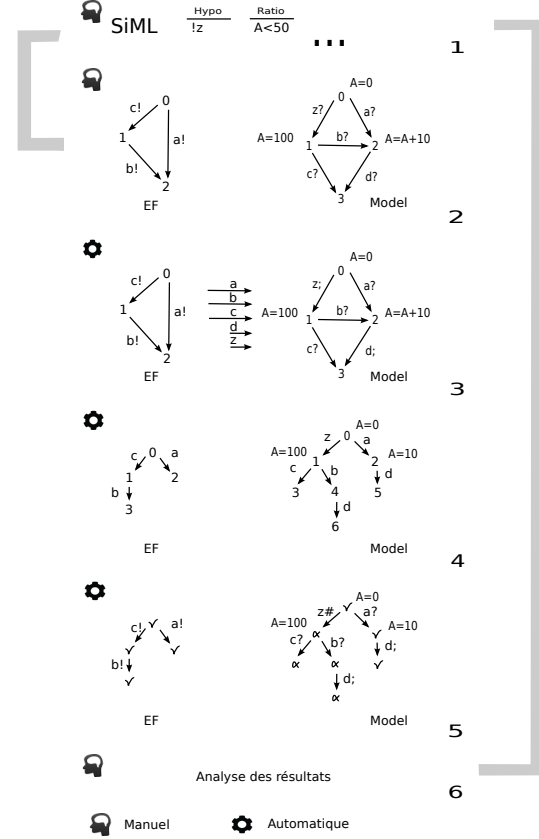 SiML
Hypo Ratio
!z A<50
...
1
A=0
0 0
c! z? a?
1 a! A=100 1 b? 2 A=A+10
b! c? d?
2 3
EF Model
2
A=0
0 0
c! a z; a?
b
1 a! c A=100 1 b? 2 A=A+10
d
b! z c? d;
2 3
EF Model
3
A=0
c 0 a z 0 a
1 2 A=100 1 2 A=10
b c b d
3 3 4 5
d
6
EF Model
4
A=0
c! ɣ a! z# ɣ a?
ɣ ɣ A=100 α ɣ A=10
b! c? b? d;
ɣ α α ɣ
d;
α
EF Model
5
Analyse des résultats
6
Manuel Automatique